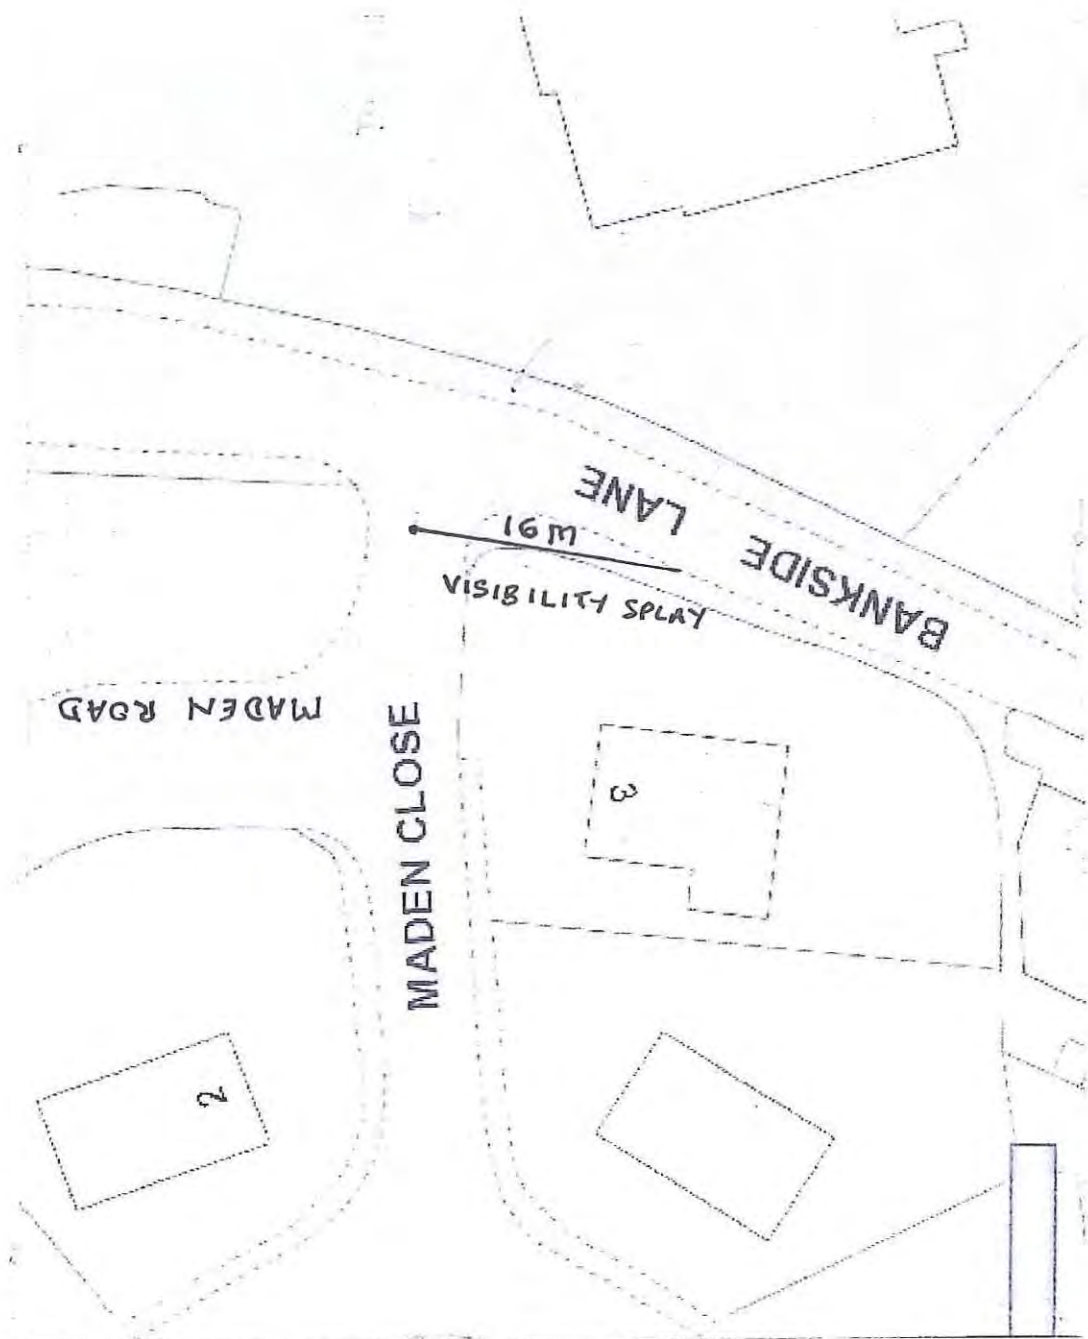 BANKSIDE LANE
16m
VISIBILITY SPLAY
MADEN ROAD
MADEN CLOSE
3
2